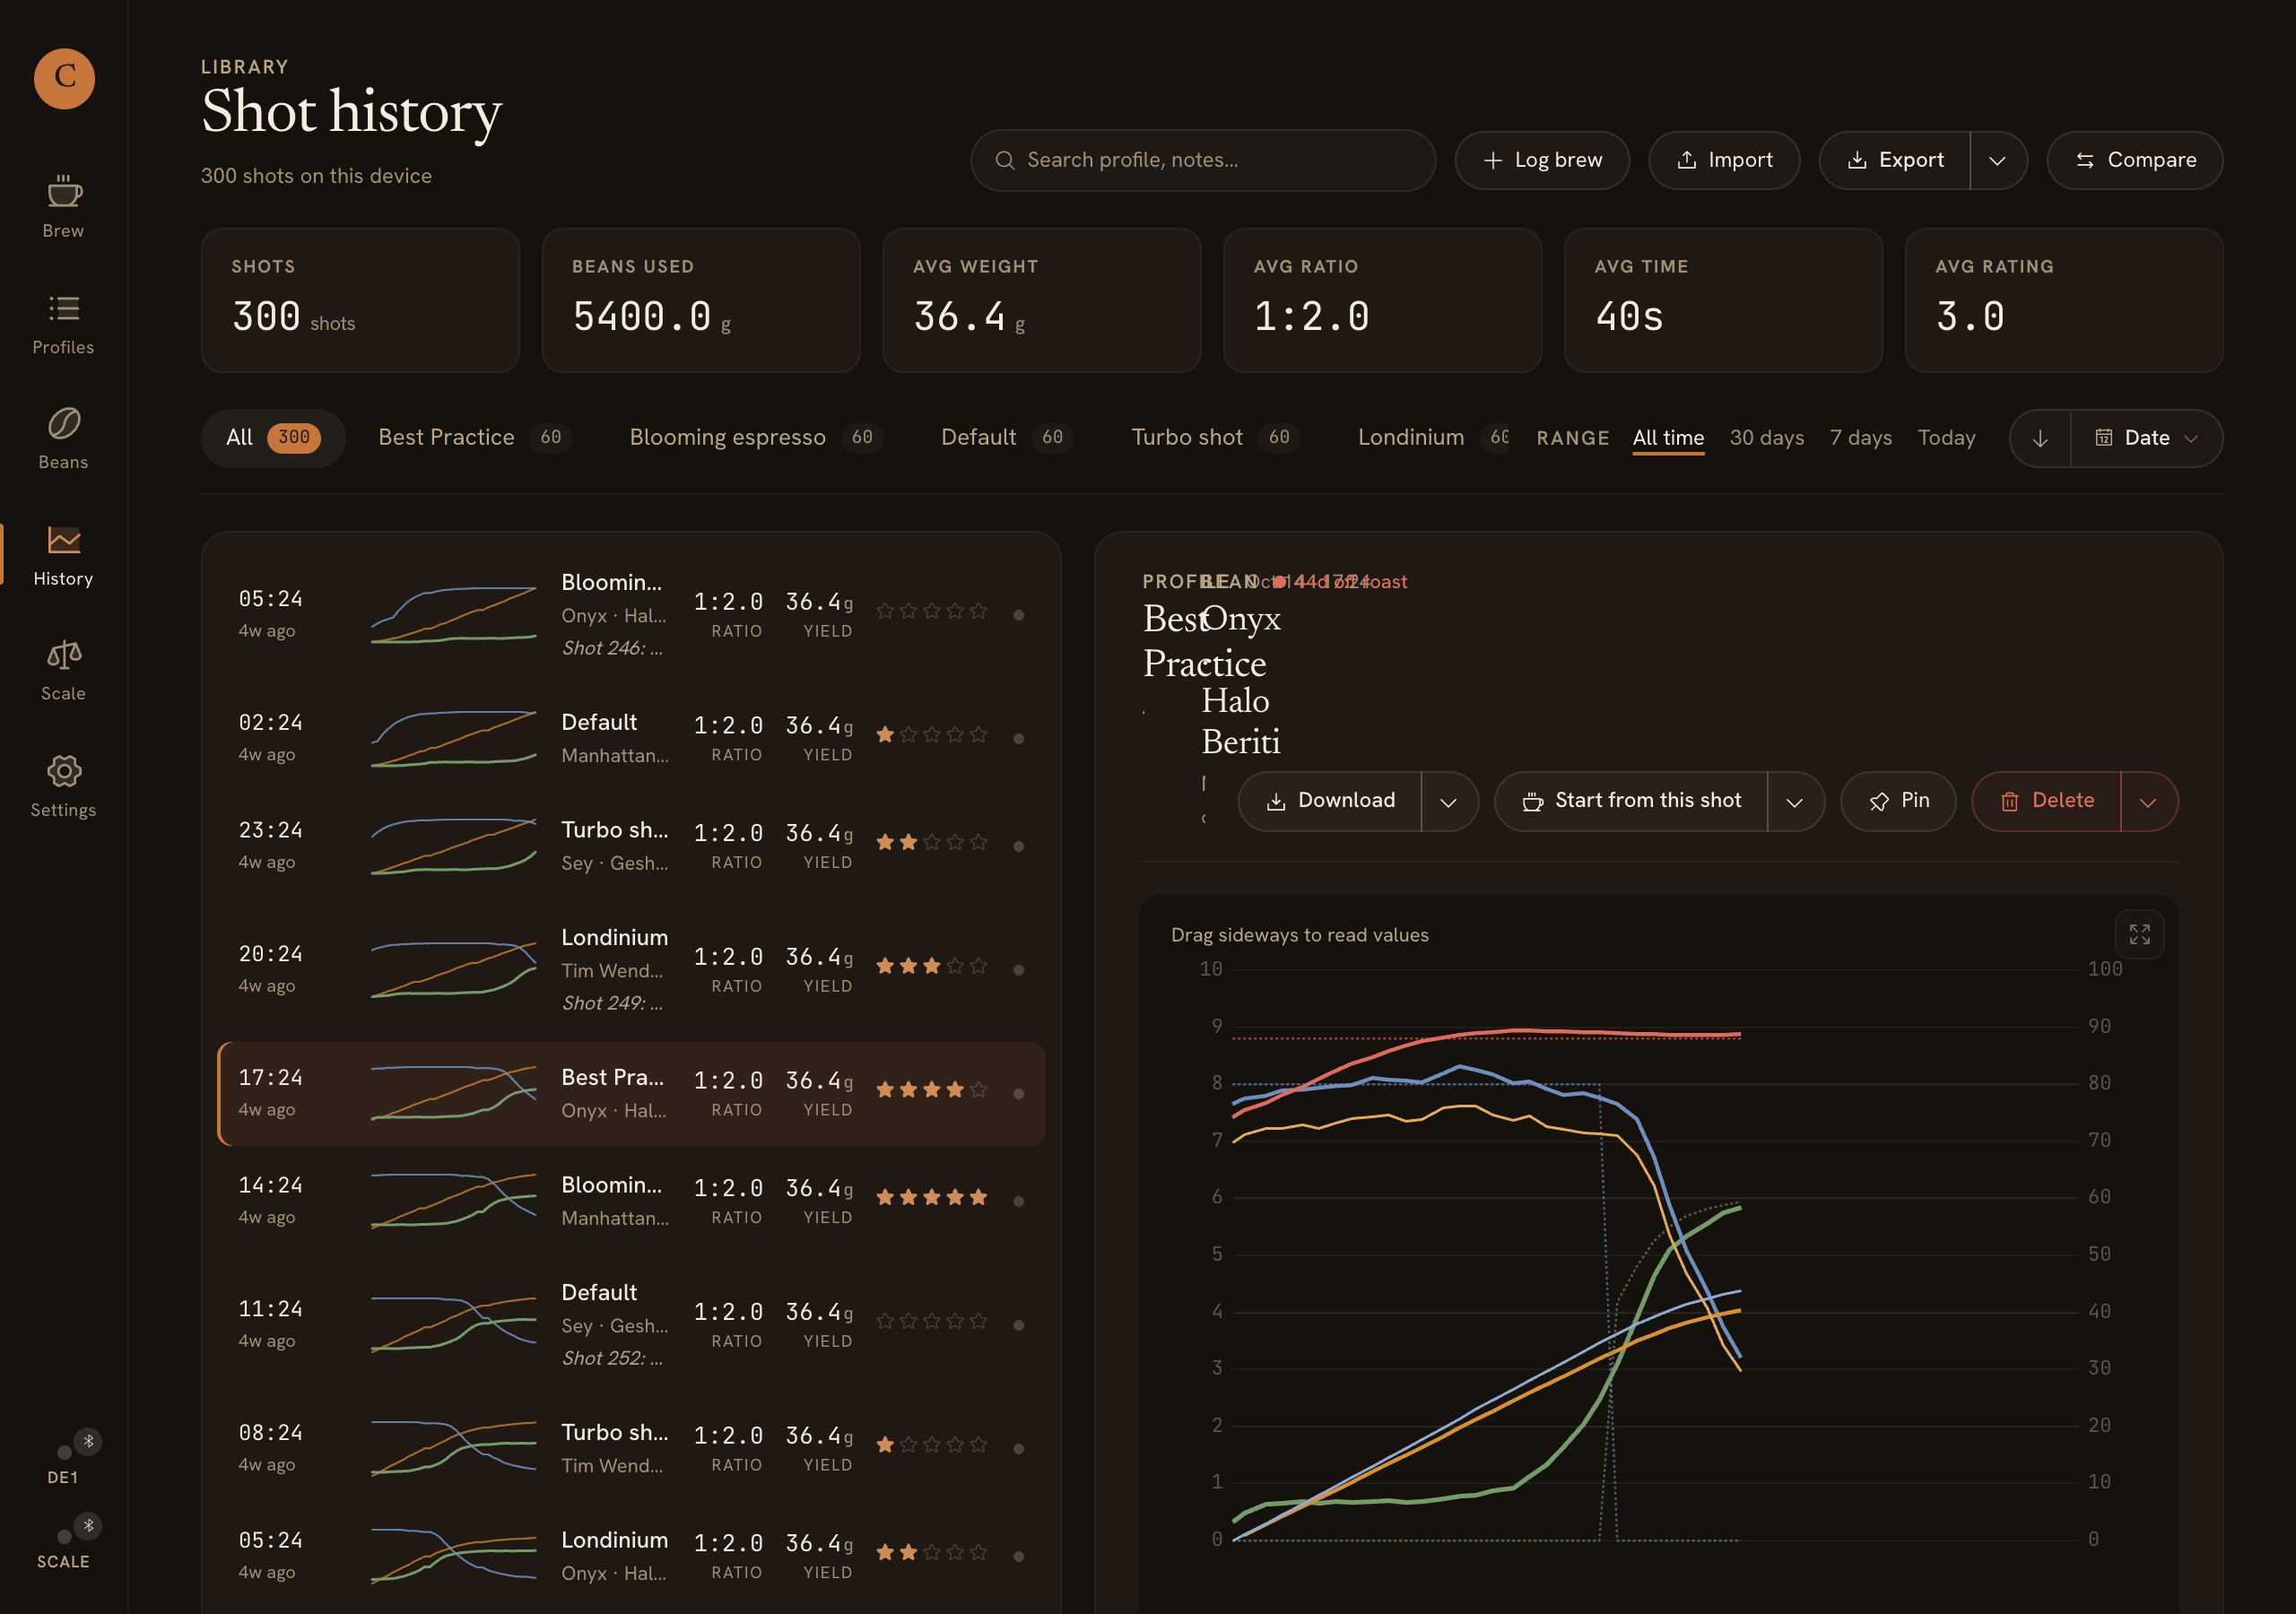 C
Brew
Profiles
Beans
History
Scale
Settings
DE1
SCALE
LIBRARY
Shot history
300 shots on this device
Search profile, notes...
Log brew
Import
Export
Compare
SHOTS
300 shots
BEANS USED
5400.0 g
AVG WEIGHT
36.4 g
AVG RATIO
1:2.0
AVG TIME
40s
AVG RATING
3.0
All 300
Best Practice 60
Blooming espresso 60
Default 60
Turbo shot 60
Londinium 60
RANGE All time 30 days 7 days Today
12 Date
05:24 Bloomin... 1:2.0 36.4g
4w ago Onyx · Hal... RATIO YIELD
Shot 246: ...
02:24 Default 1:2.0 36.4g
4w ago Manhattan... RATIO YIELD
23:24 Turbo sh... 1:2.0 36.4g
4w ago Sey · Gesh... RATIO YIELD
20:24 Londinium 1:2.0 36.4g
4w ago Tim Wend... RATIO YIELD
Shot 249: ...
17:24 Best Pra... 1:2.0 36.4g
4w ago Onyx · Hal... RATIO YIELD
14:24 Bloomin... 1:2.0 36.4g
4w ago Manhattan... RATIO YIELD
11:24 Default 1:2.0 36.4g
4w ago Sey · Gesh... RATIO YIELD
Shot 252: ...
08:24 Turbo sh... 1:2.0 36.4g
4w ago Tim Wend... RATIO YIELD
05:24 Londinium 1:2.0 36.4g
4w ago Onyx · Hal... RATIO YIELD
PROFILE
Best
Practice
BEAN 44d off roast
Onyx
·
Halo
Beriti
Download
Start from this shot
Pin
Delete
Drag sideways to read values
10 100
9 90
8 80
7 70
6 60
5 50
4 40
3 30
2 20
1 10
0 0